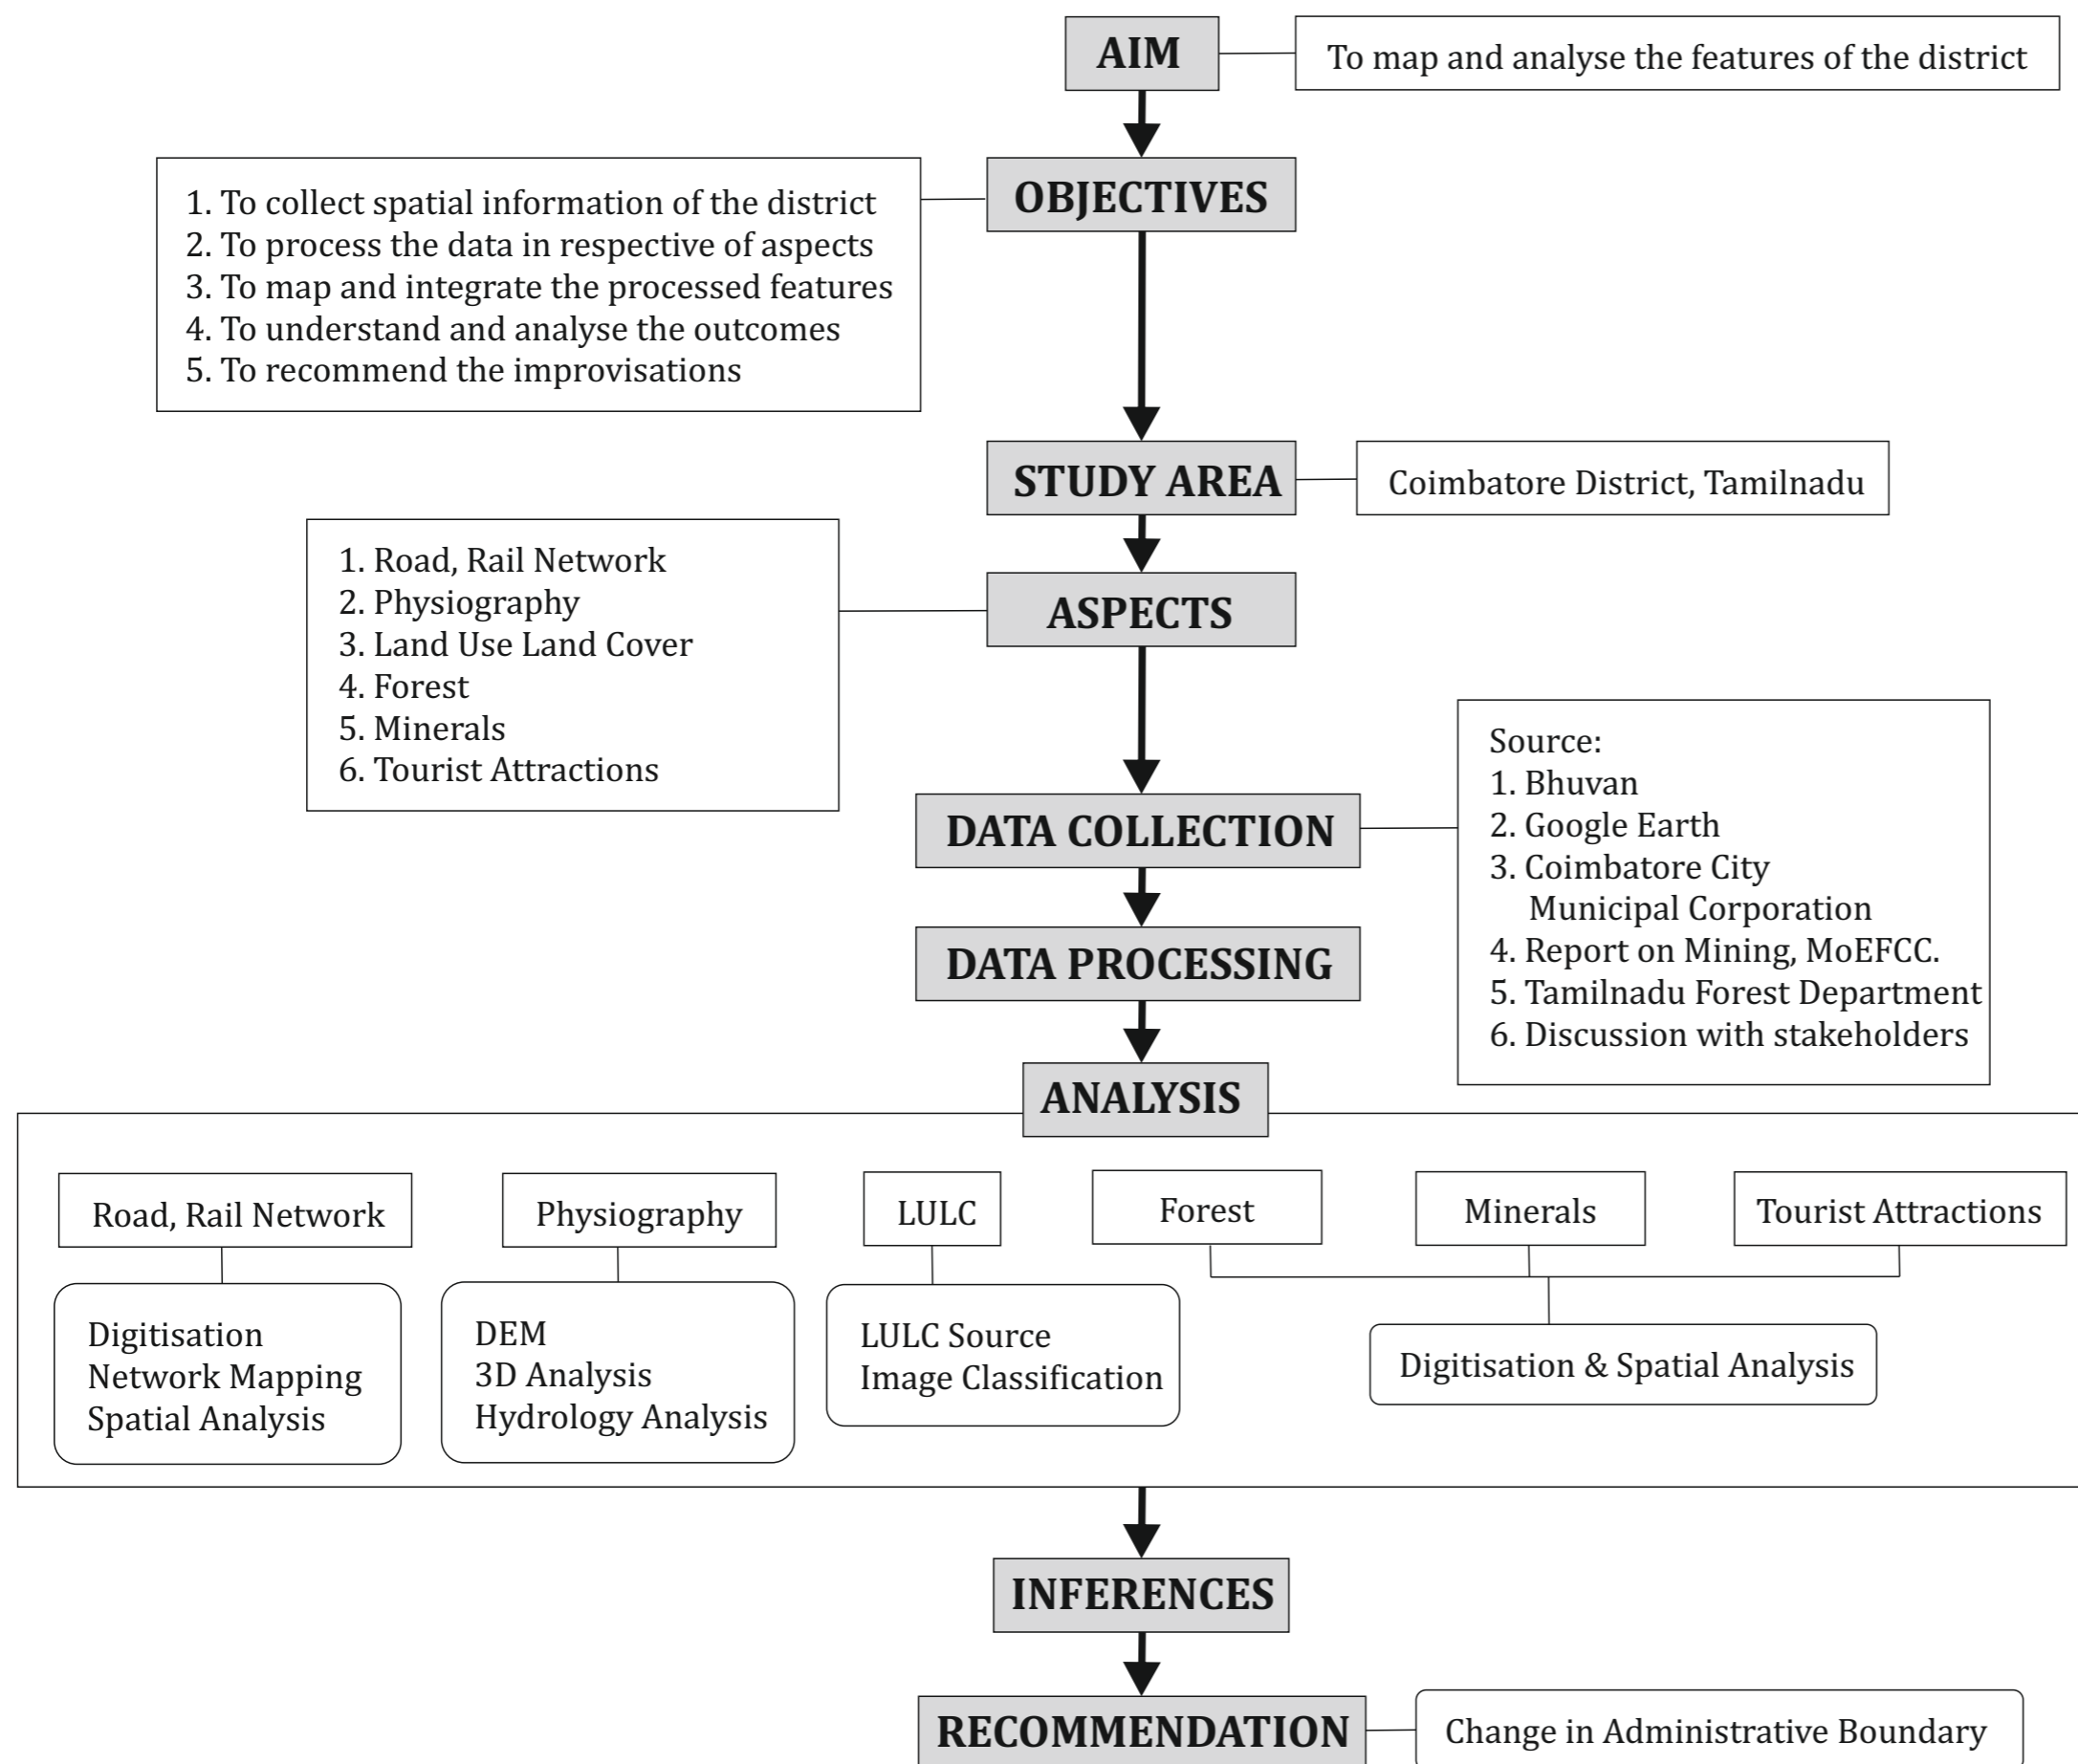 AIM
To map and analyse the features of the district
OBJECTIVES
1. To collect spatial information of the district
2. To process the data in respective of aspects
3. To map and integrate the processed features
4. To understand and analyse the outcomes
5. To recommend the improvisations
STUDY AREA
Coimbatore District, Tamilnadu
ASPECTS
1. Road, Rail Network
2. Physiography
3. Land Use Land Cover
4. Forest
5. Minerals
6. Tourist Attractions
DATA COLLECTION
Source:
1. Bhuvan
2. Google Earth
3. Coimbatore City
Municipal Corporation
4. Report on Mining, MoEFCC.
5. Tamilnadu Forest Department
6. Discussion with stakeholders
DATA PROCESSING
ANALYSIS
Road, Rail Network
Digitisation
Network Mapping
Spatial Analysis
Physiography
DEM
3D Analysis
Hydrology Analysis
LULC
LULC Source
Image Classification
Forest
Minerals
Tourist Attractions
Digitisation & Spatial Analysis
INFERENCES
RECOMMENDATION
Change in Administrative Boundary